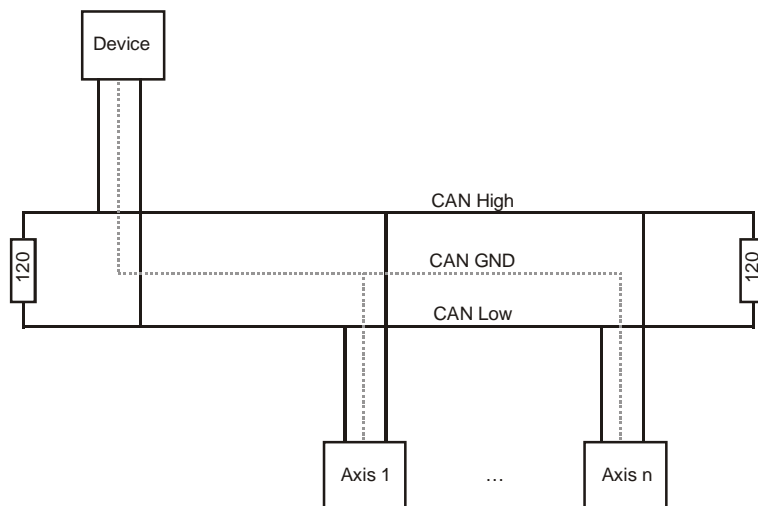 Device
CAN High
120
CAN GND
120
CAN Low
Axis 1
...
Axis n